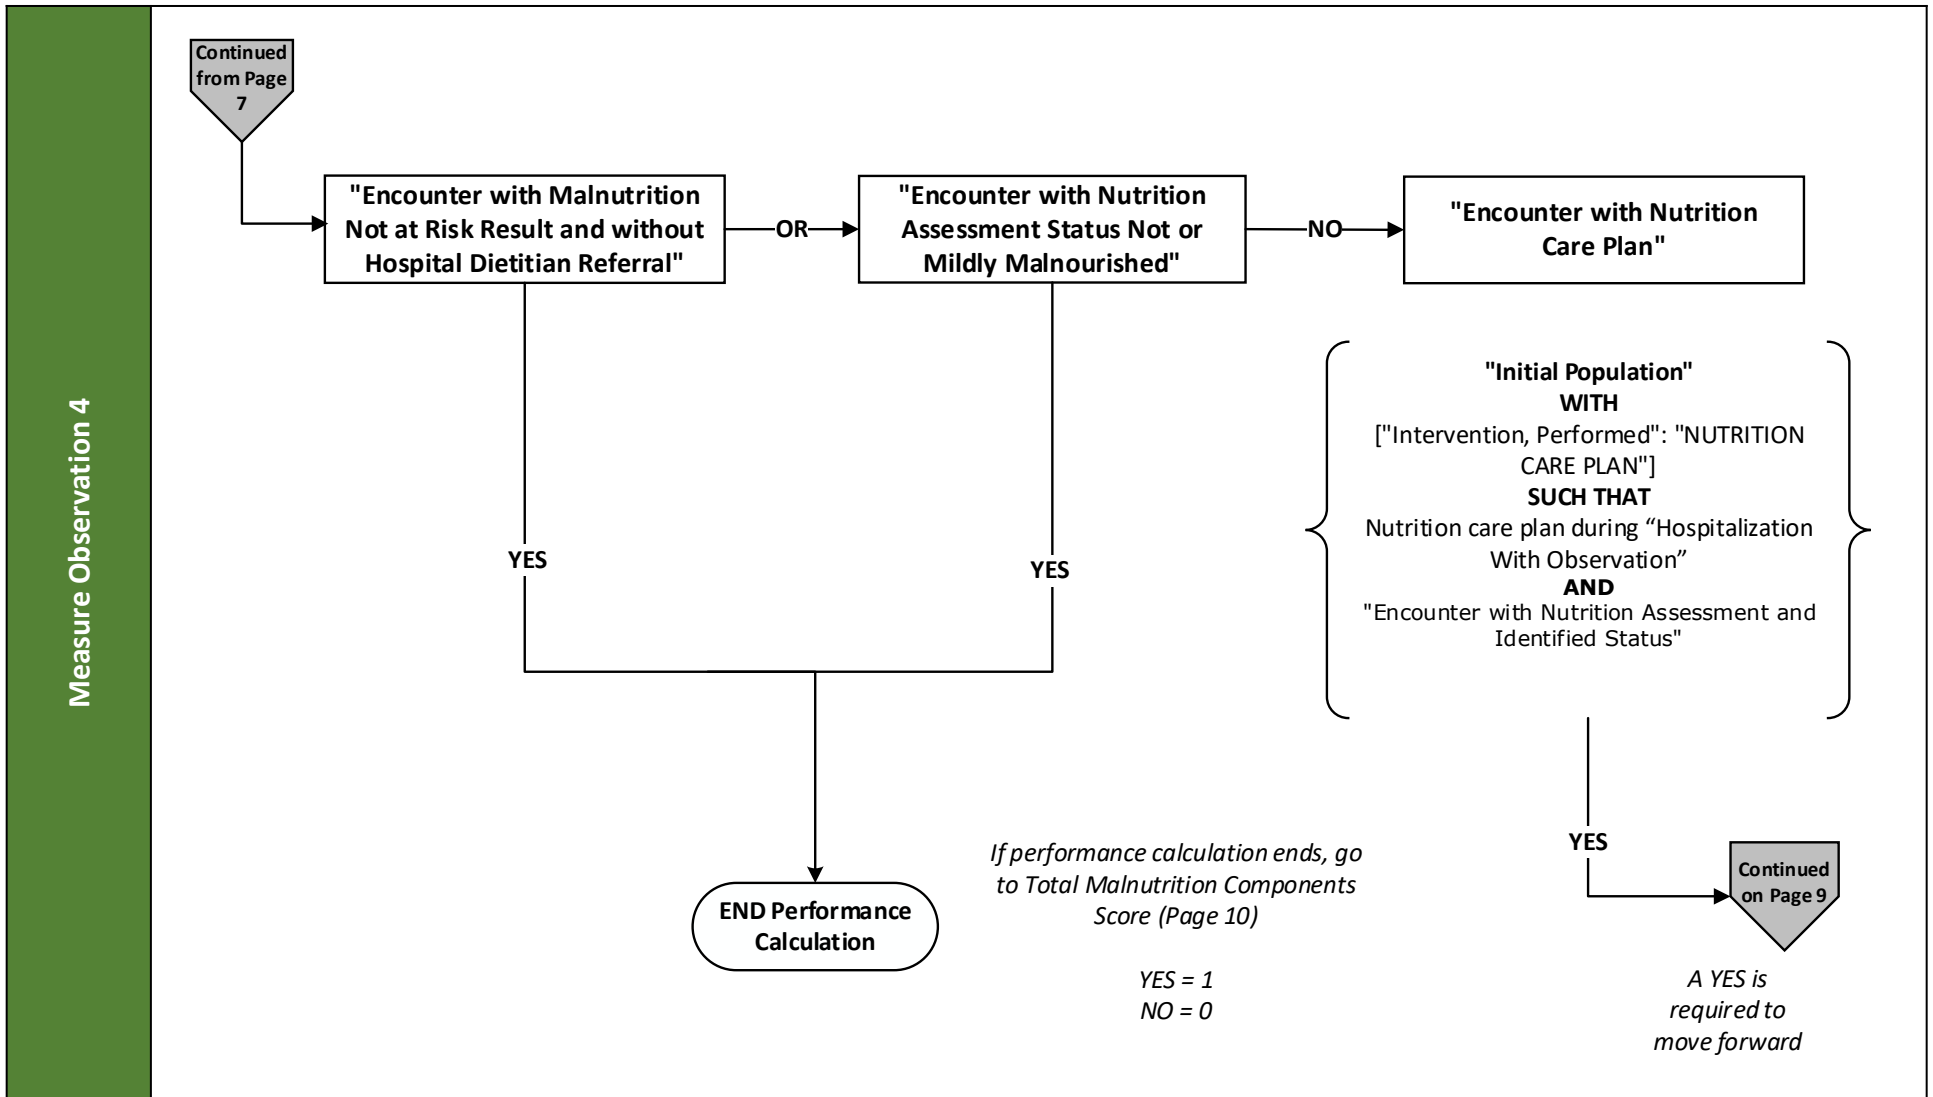 Measure Observation 4
Continued
from Page
7
"Encounter with Malnutrition
Not at Risk Result and without
Hospital Dietitian Referral"
OR
"Encounter with Nutrition
Assessment Status Not or
Mildly Malnourished"
NO
"Encounter with Nutrition
Care Plan"
"Initial Population"
WITH
["Intervention, Performed": "NUTRITION
CARE PLAN"]
SUCH THAT
Nutrition care plan during “Hospitalization
With Observation”
AND
"Encounter with Nutrition Assessment and
Identified Status"
YES
YES
END Performance
Calculation
If performance calculation ends, go
to Total Malnutrition Components
Score (Page 10)
YES = 1
NO = 0
YES
Continued
on Page 9
A YES is
required to
move forward